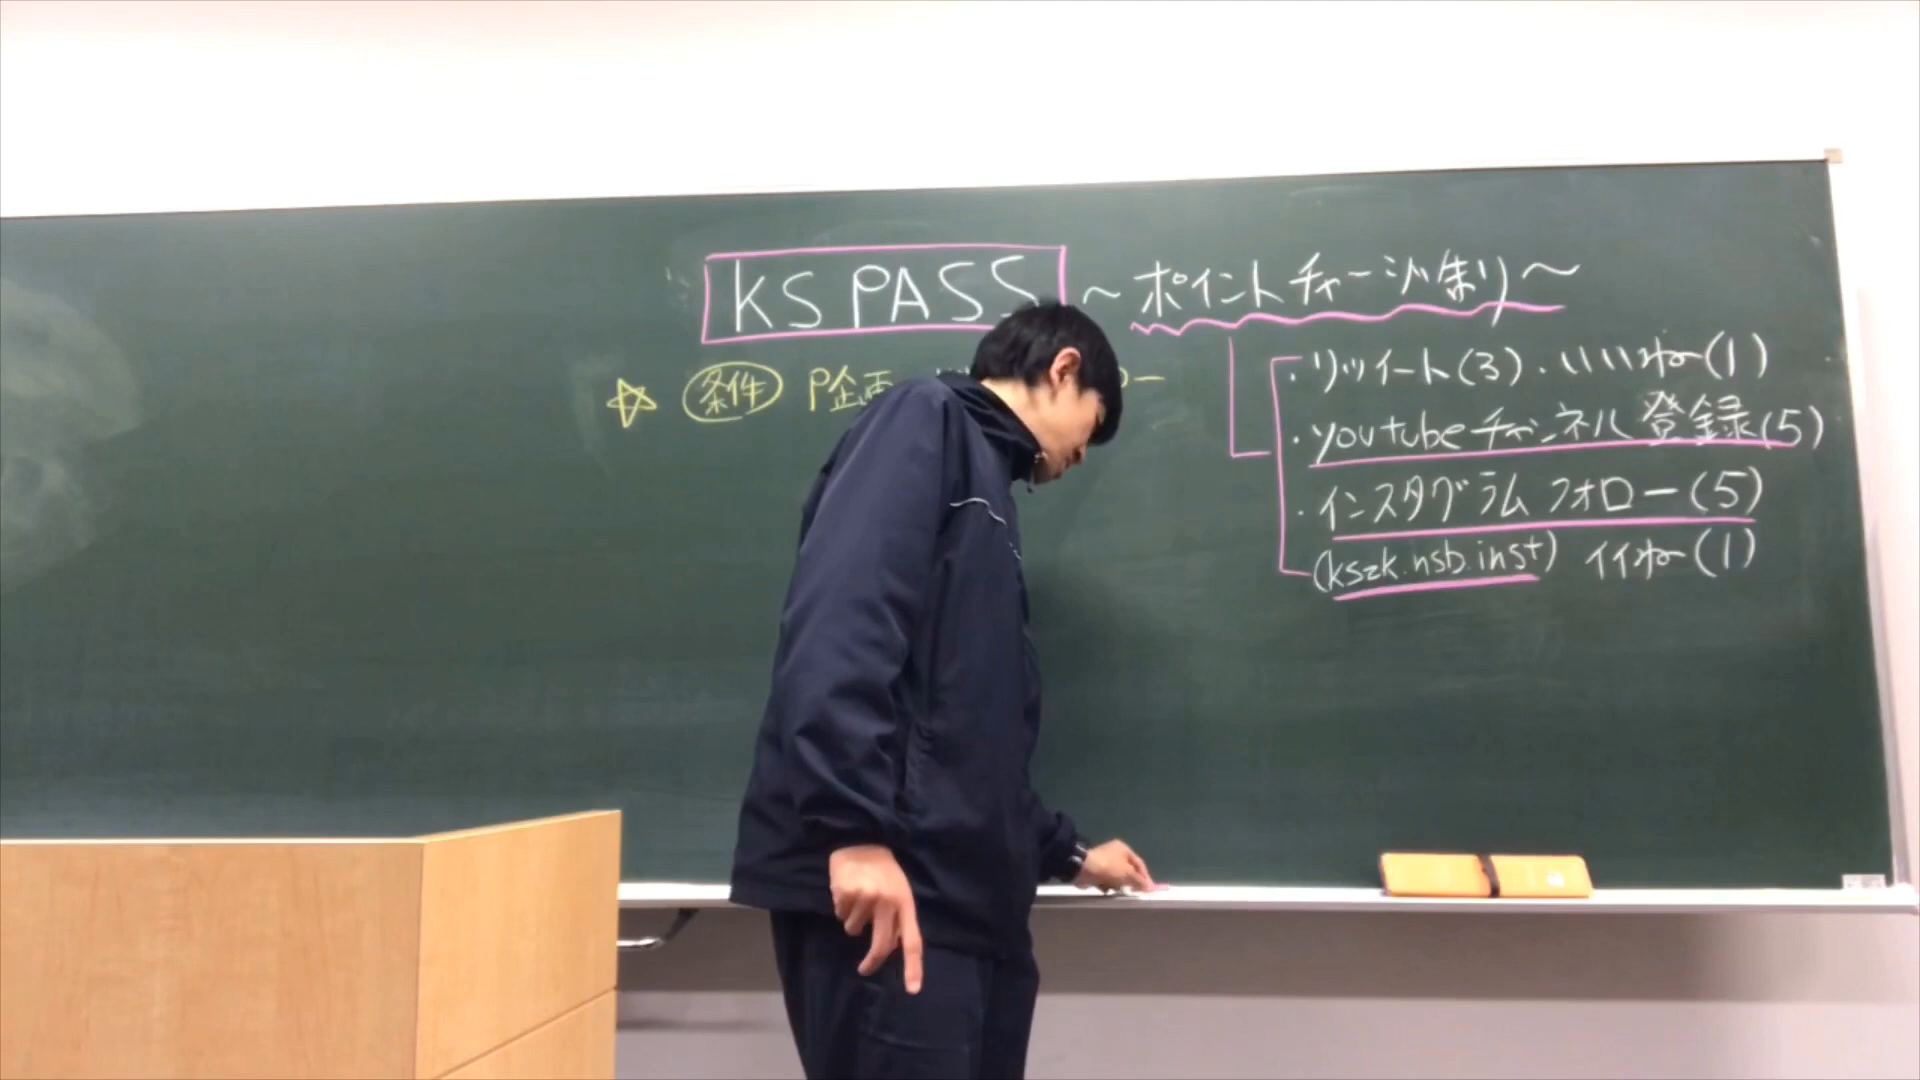 KS PASS ～ポイントチャージ祭り～
☆ 条件 P企画
・リツイート(3)・いいね(1)
・youtubeチャンネル登録(5)
・インスタグラムフォロー(5)
(kszk.nsb.inst) イイね(1)